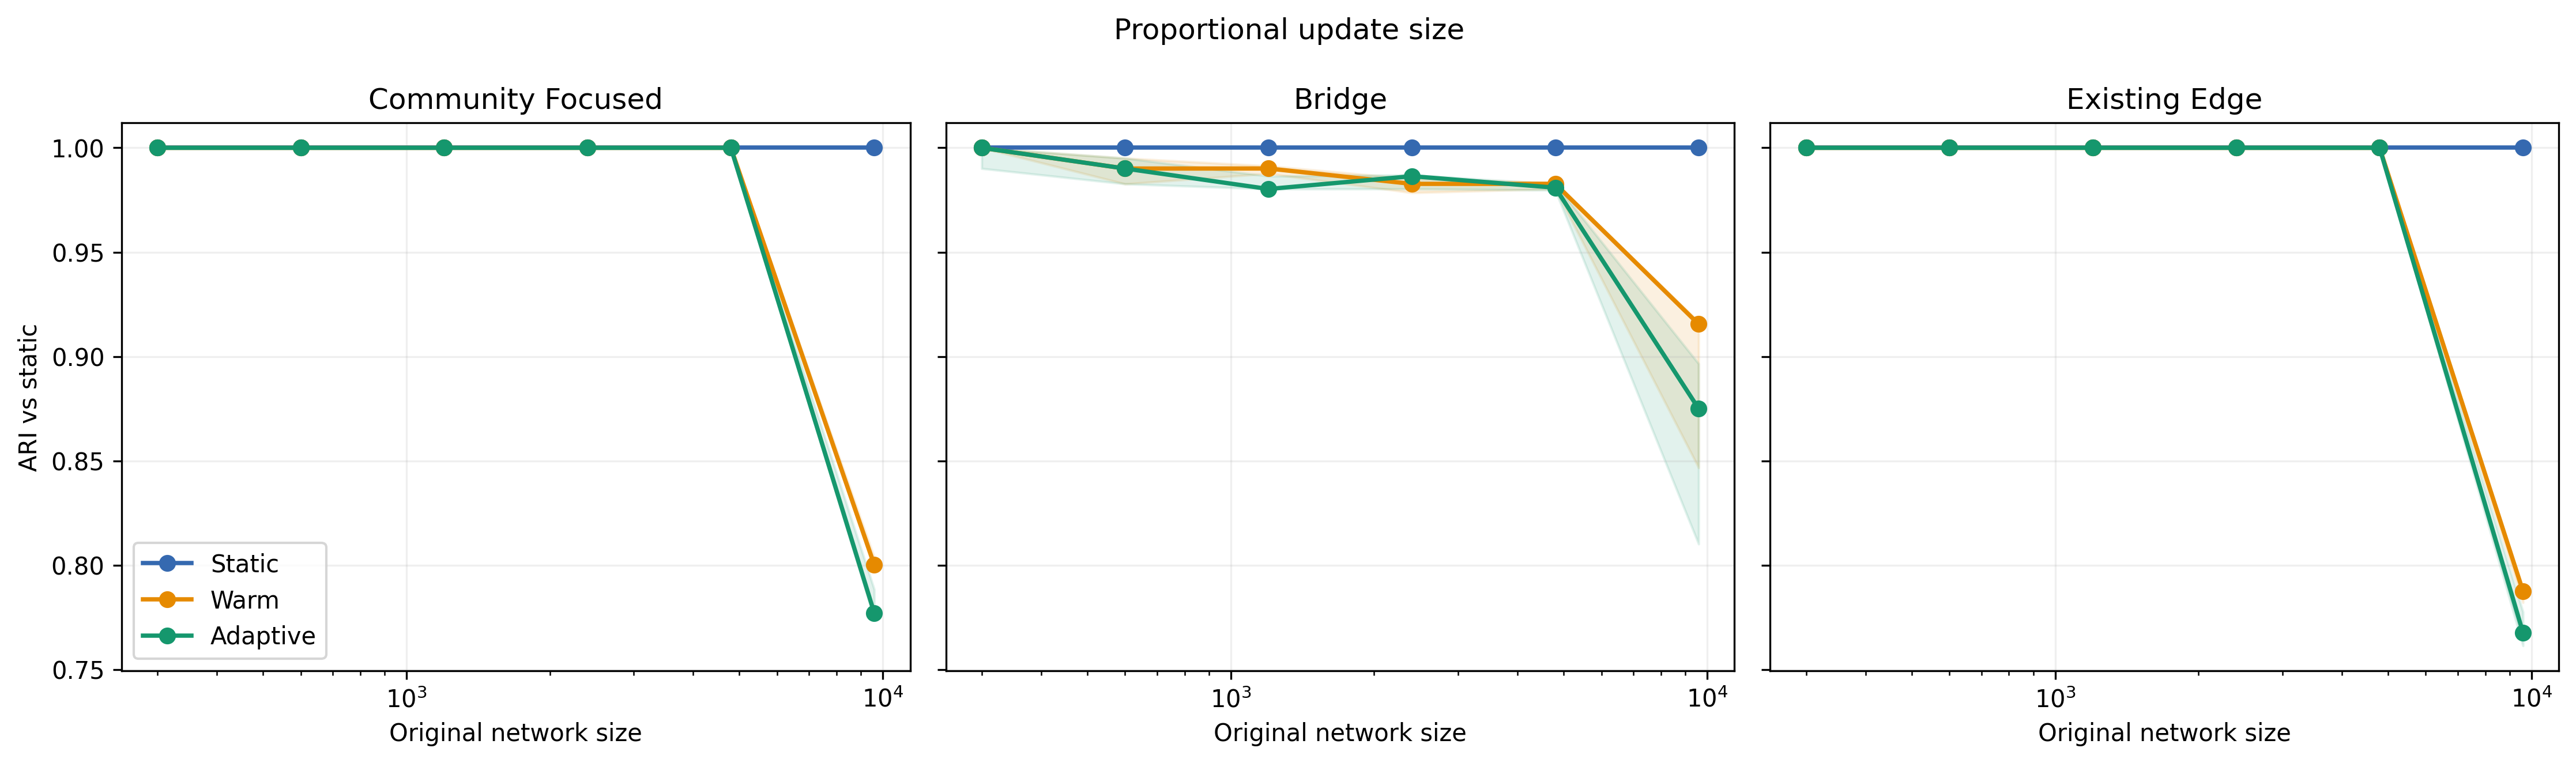 Proportional update size
Community Focused
Bridge
Existing Edge
ARI vs static
1.00
0.95
0.90
0.85
0.80
0.75
Static
Warm
Adaptive
10³ 10⁴
10³ 10⁴
10³ 10⁴
Original network size
Original network size
Original network size